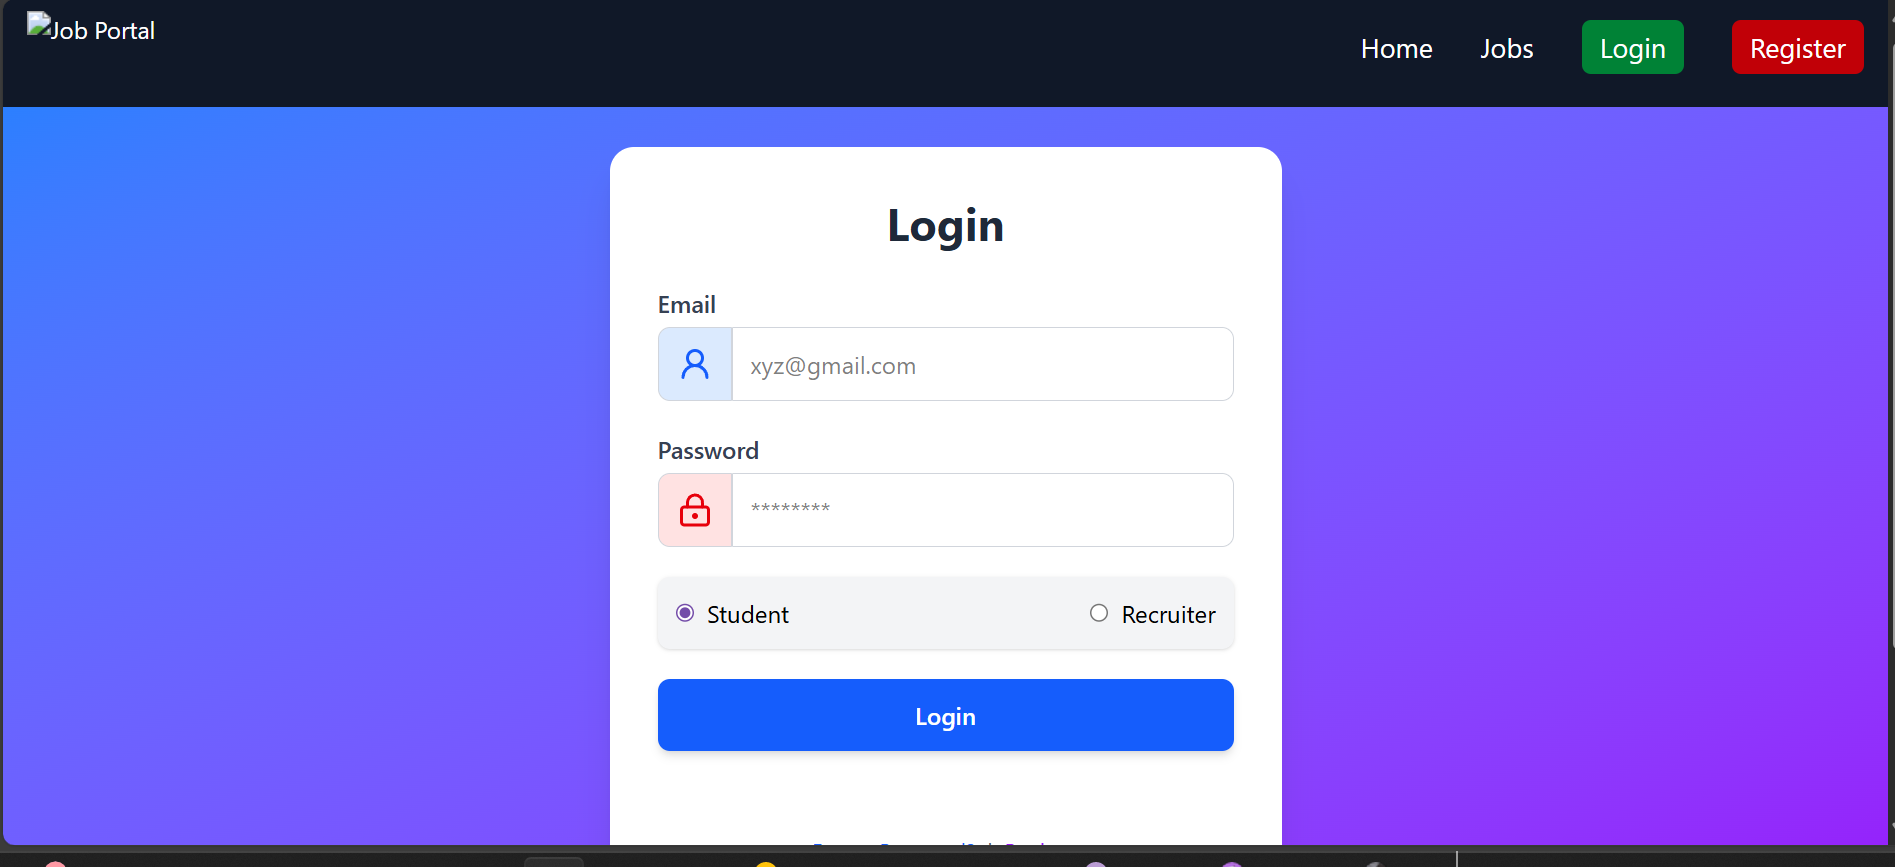 Job Portal
Home Jobs Login Register
Login
Email
xyz@gmail.com
Password
********
Student Recruiter
Login